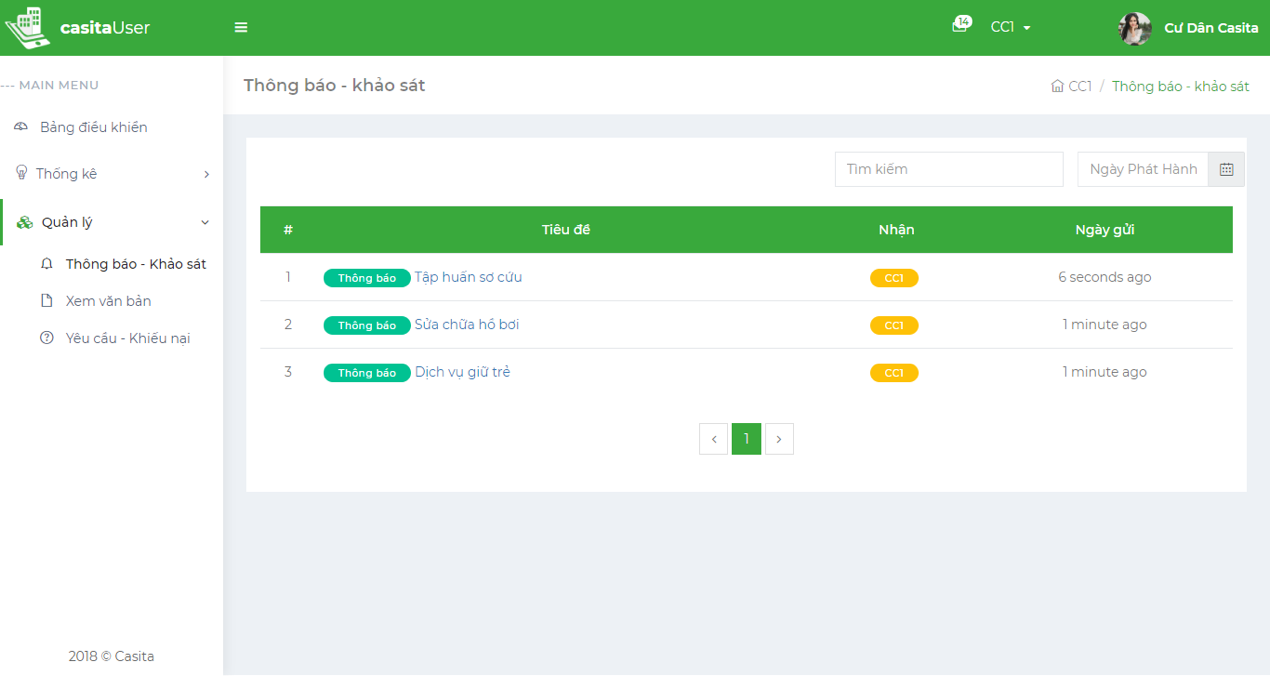 casitaUser
14
CC1
Cư Dân Casita
--- MAIN MENU
Bảng điều khiển
Thống kê
Quản lý
Thông báo - Khảo sát
Xem văn bản
Yêu cầu - Khiếu nại
2018 © Casita
Thông báo - khảo sát
CC1 / Thông báo - khảo sát
Tìm kiếm
Ngày Phát Hành
# Tiêu đề Nhận Ngày gửi
1 Thông báo Tập huấn sơ cứu CC1 6 seconds ago
2 Thông báo Sửa chữa hồ bơi CC1 1 minute ago
3 Thông báo Dịch vụ giữ trẻ CC1 1 minute ago
‹ 1 ›